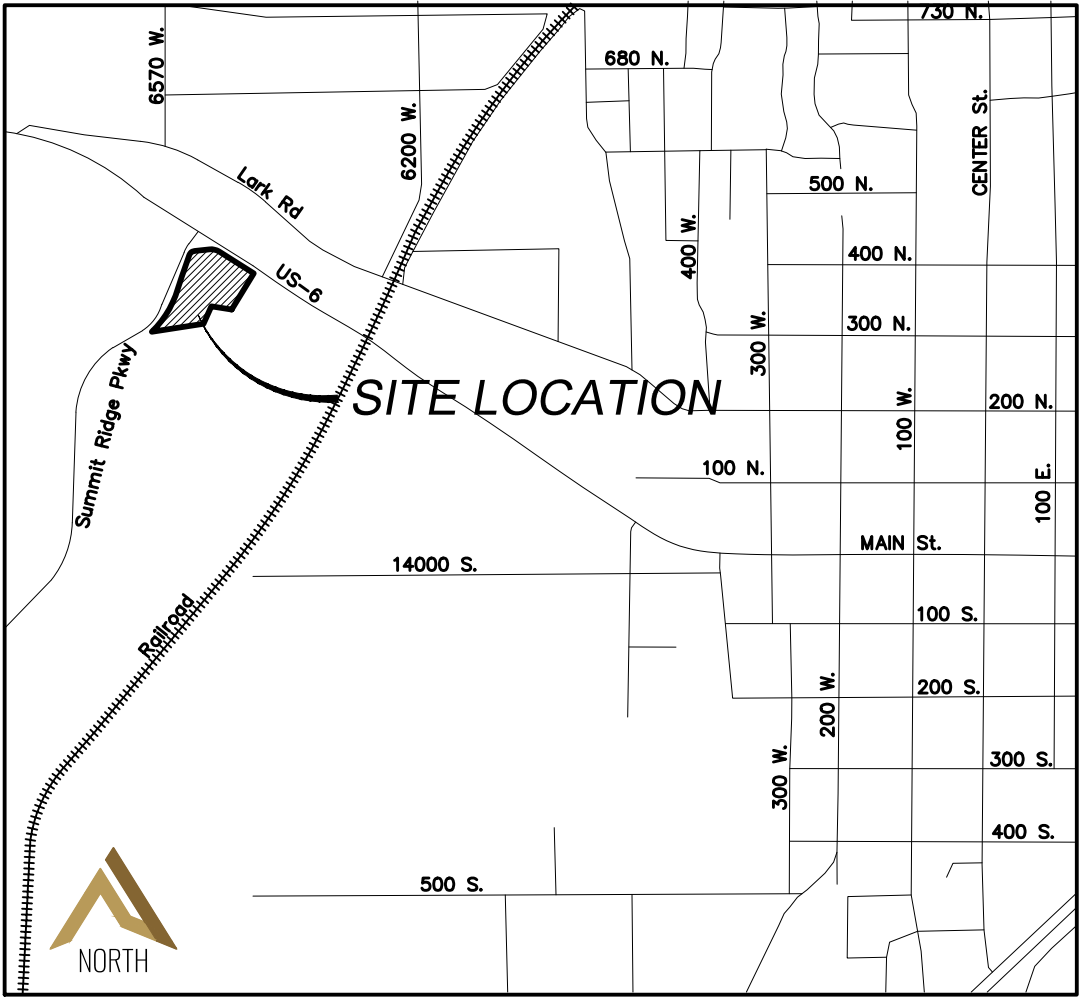 730 N.
6570 W.
680 N.
6200 W.
CENTER St.
Lark Rd
500 N.
400 W.
400 N.
US-6
300 N.
300 W.
Summit Ridge Pkwy
SITE LOCATION
100 W.
200 N.
100 N.
100 E.
MAIN St.
14000 S.
Railroad
100 S.
200 W.
200 S.
300 W.
300 S.
400 S.
500 S.
NORTH